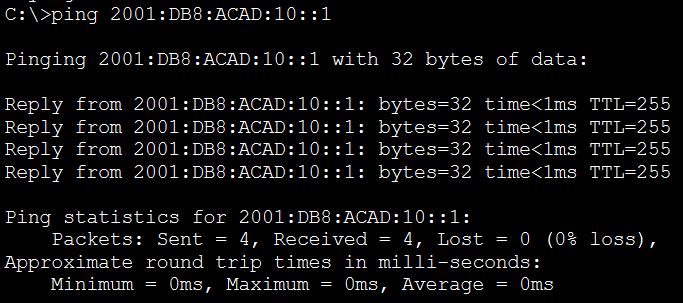 C:\>ping 2001:DB8:ACAD:10::1
Pinging 2001:DB8:ACAD:10::1 with 32 bytes of data:
Reply from 2001:DB8:ACAD:10::1: bytes=32 time<1ms TTL=255
Reply from 2001:DB8:ACAD:10::1: bytes=32 time<1ms TTL=255
Reply from 2001:DB8:ACAD:10::1: bytes=32 time<1ms TTL=255
Reply from 2001:DB8:ACAD:10::1: bytes=32 time<1ms TTL=255
Ping statistics for 2001:DB8:ACAD:10::1:
Packets: Sent = 4, Received = 4, Lost = 0 (0% loss),
Approximate round trip times in milli-seconds:
Minimum = 0ms, Maximum = 0ms, Average = 0ms